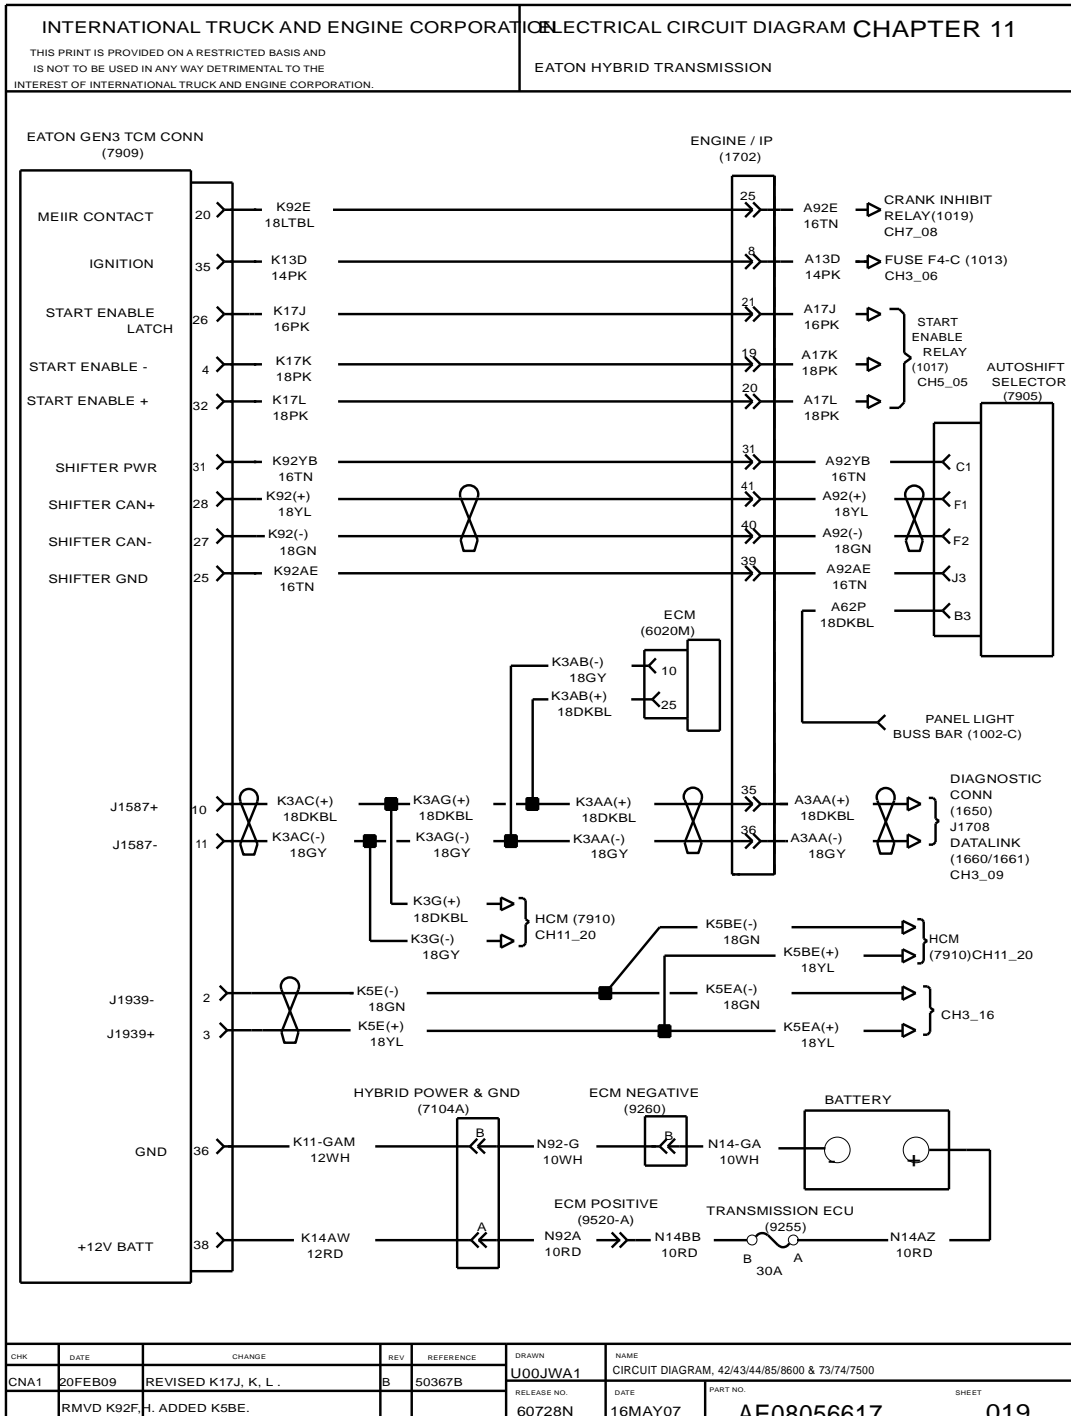 INTERNATIONAL TRUCK AND ENGINE CORPORATION
ELECTRICAL CIRCUIT DIAGRAM CHAPTER 11
THIS PRINT IS PROVIDED ON A RESTRICTED BASIS AND
IS NOT TO BE USED IN ANY WAY DETRIMENTAL TO THE
INTEREST OF INTERNATIONAL TRUCK AND ENGINE CORPORATION.
EATON HYBRID TRANSMISSION
EATON GEN3 TCM CONN
(7909)
ENGINE / IP
(1702)
MEIIR CONTACT
20
K92E
18LTBL
25
A92E
16TN
CRANK INHIBIT
RELAY(1019)
CH7_08
IGNITION
35
K13D
14PK
8
A13D
14PK
FUSE F4-C (1013)
CH3_06
START ENABLE
LATCH
26
K17J
16PK
21
A17J
16PK
START
ENABLE
RELAY
(1017)
CH5_05
START ENABLE -
4
K17K
18PK
19
A17K
18PK
START ENABLE +
32
K17L
18PK
20
A17L
18PK
AUTOSHIFT
SELECTOR
(7905)
SHIFTER PWR
31
K92YB
16TN
31
A92YB
16TN
C1
SHIFTER CAN+
28
K92(+)
18YL
41
A92(+)
18YL
F1
SHIFTER CAN-
27
K92(-)
18GN
40
A92(-)
18GN
F2
SHIFTER GND
25
K92AE
16TN
39
A92AE
16TN
J3
A62P
18DKBL
B3
ECM
(6020M)
K3AB(-)
18GY
10
K3AB(+)
18DKBL
25
PANEL LIGHT
BUSS BAR (1002-C)
J1587+
10
K3AC(+)
18DKBL
K3AG(+)
18DKBL
K3AA(+)
18DKBL
35
A3AA(+)
18DKBL
J1587-
11
K3AC(-)
18GY
K3AG(-)
18GY
K3AA(-)
18GY
36
A3AA(-)
18GY
DIAGNOSTIC
CONN
(1650)
J1708
DATALINK
(1660/1661)
CH3_09
K3G(+)
18DKBL
K3G(-)
18GY
HCM (7910)
CH11_20
K5BE(-)
18GN
K5BE(+)
18YL
HCM
(7910)CH11_20
J1939-
2
K5E(-)
18GN
K5EA(-)
18GN
J1939+
3
K5E(+)
18YL
K5EA(+)
18YL
CH3_16
HYBRID POWER & GND
(7104A)
ECM NEGATIVE
(9260)
BATTERY
GND
36
K11-GAM
12WH
B
N92-G
10WH
B
N14-GA
10WH
-
+
ECM POSITIVE
(9520-A)
TRANSMISSION ECU
(9255)
+12V BATT
38
K14AW
12RD
A
N92A
10RD
N14BB
10RD
B
A
30A
N14AZ
10RD
CHK DATE CHANGE REV REFERENCE DRAWN NAME
CNA1 20FEB09 REVISED K17J, K, L . B 50367B U00JWA1 CIRCUIT DIAGRAM, 42/43/44/85/8600 & 73/74/7500
RELEASE NO. DATE PART NO. SHEET
RMVD K92F,H. ADDED K5BE. 60728N 16MAY07 AE08056617 019